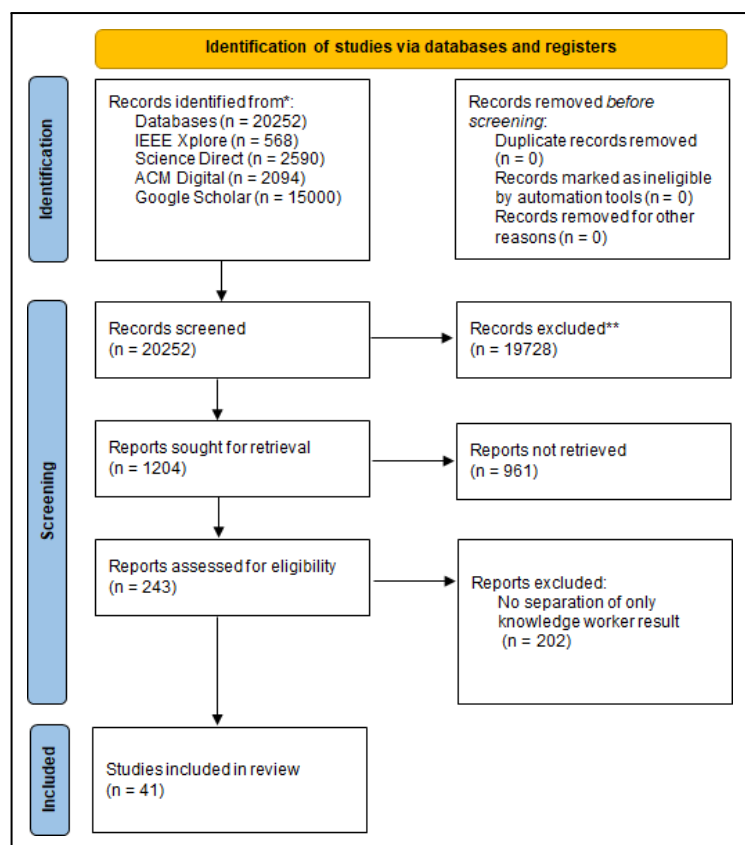 Identification of studies via databases and registers
Identification
Records identified from*:
Databases (n = 20252)
IEEE Xplore (n = 568)
Science Direct (n = 2590)
ACM Digital (n = 2094)
Google Scholar (n = 15000)
Records removed before
screening:
Duplicate records removed
(n = 0)
Records marked as ineligible
by automation tools (n = 0)
Records removed for other
reasons (n = 0)
Screening
Records screened
(n = 20252)
Records excluded**
(n = 19728)
Reports sought for retrieval
(n = 1204)
Reports not retrieved
(n = 961)
Reports assessed for eligibility
(n = 243)
Reports excluded:
No separation of only
knowledge worker result
(n = 202)
Included
Studies included in review
(n = 41)